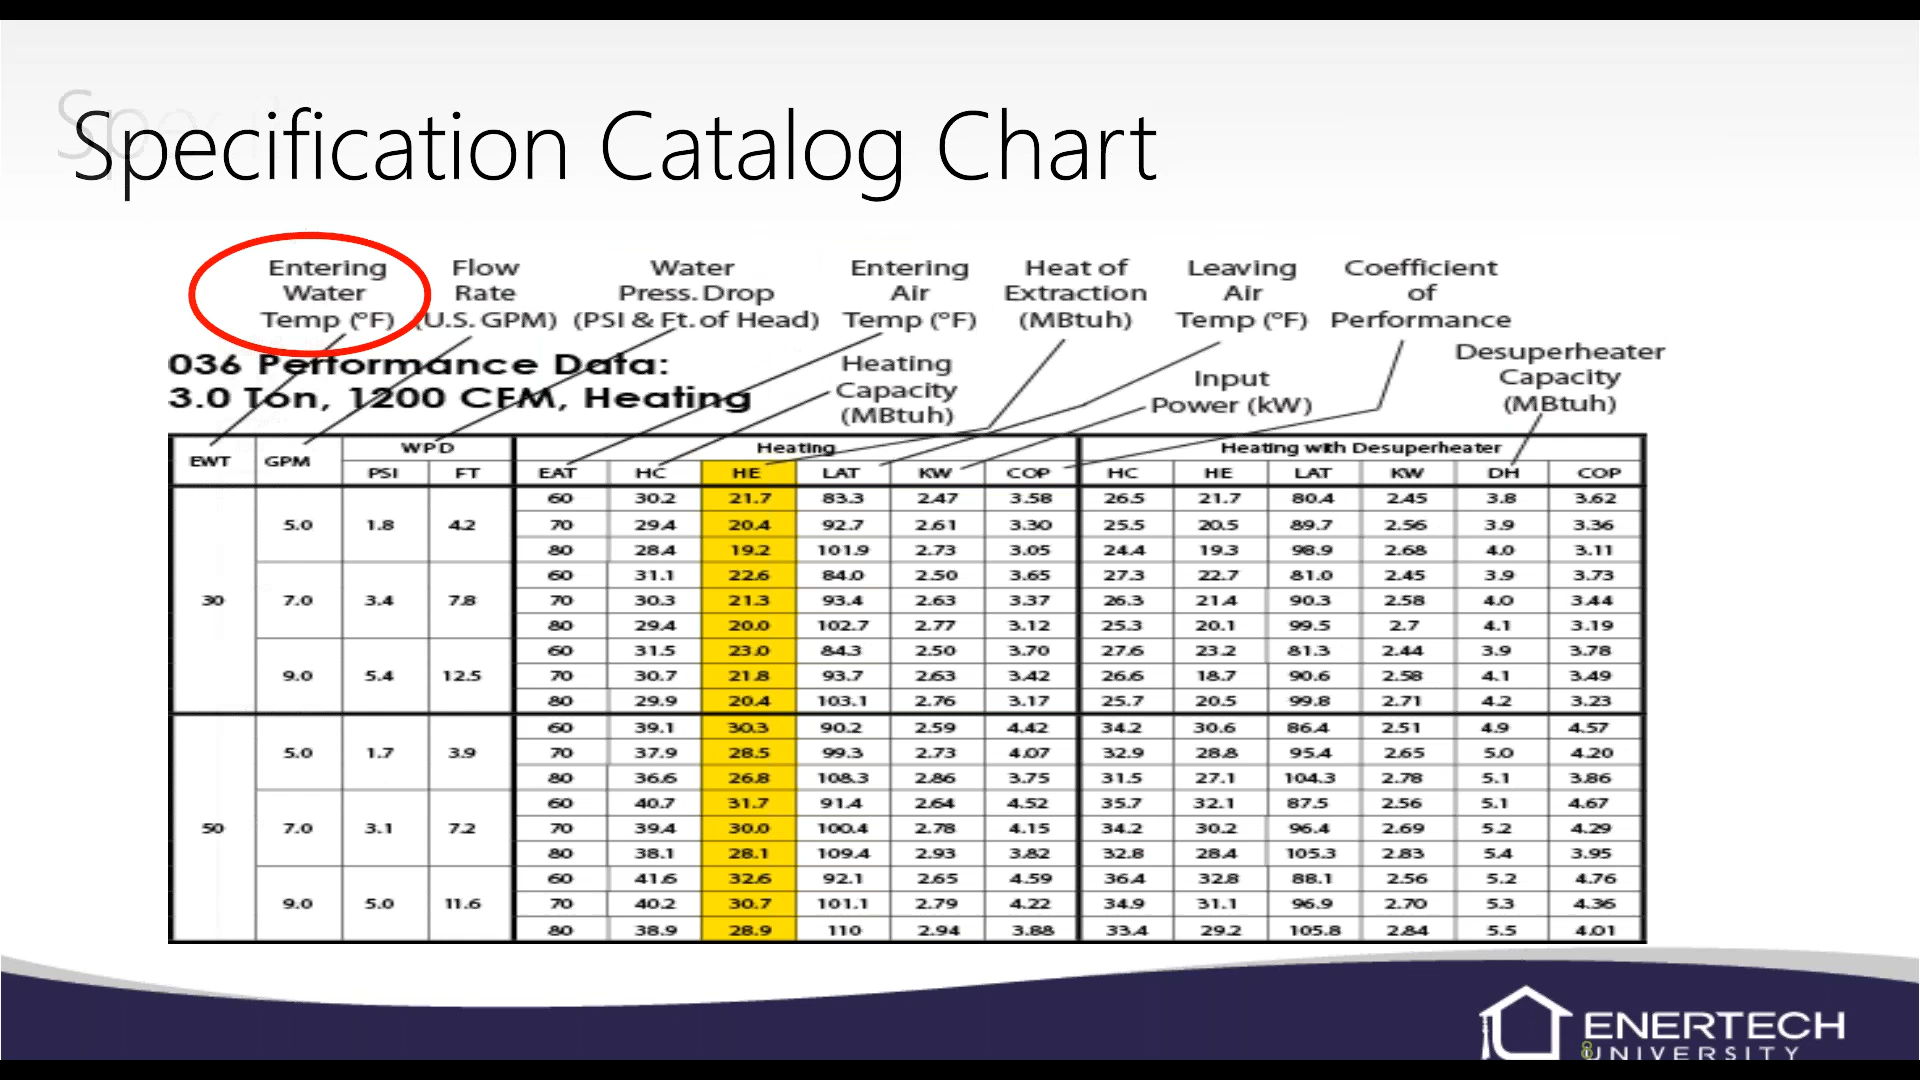 Specification Catalog Chart
Entering Water Temp (°F)
Flow Rate (U.S. GPM)
Water Press. Drop (PSI & Ft. of Head)
Entering Air Temp (°F)
Heat of Extraction (MBtuh)
Leaving Air Temp (°F)
Coefficient of Performance
036 Performance Data:
3.0 Ton, 1200 CFM, Heating
Heating Capacity (MBtuh)
Input Power (kW)
Desuperheater Capacity (MBtuh)
EWT GPM WPD Heating Heating with Desuperheater
PSI FT EAT HC HE LAT KW COP HC HE LAT KW DH COP
60 30.2 21.7 83.3 2.47 3.58 26.5 21.7 80.4 2.45 3.8 3.62
5.0 1.8 4.2 70 29.4 20.4 92.7 2.61 3.30 25.5 20.5 89.7 2.56 3.9 3.36
80 28.4 19.2 101.9 2.73 3.05 24.4 19.3 98.9 2.68 4.0 3.11
60 31.1 22.6 84.0 2.50 3.65 27.3 22.7 81.0 2.45 3.9 3.73
30 7.0 3.4 7.8 70 30.3 21.3 93.4 2.63 3.37 26.3 21.4 90.3 2.58 4.0 3.44
80 29.4 20.0 102.7 2.77 3.12 25.3 20.1 99.5 2.7 4.1 3.19
60 31.5 23.0 84.3 2.50 3.70 27.6 23.2 81.3 2.44 3.9 3.78
9.0 5.4 12.5 70 30.7 21.8 93.7 2.63 3.42 26.6 18.7 90.6 2.58 4.1 3.49
80 29.9 20.4 103.1 2.76 3.17 25.7 20.5 99.8 2.71 4.2 3.23
60 39.1 30.3 90.2 2.59 4.42 34.2 30.6 86.4 2.51 4.9 4.57
5.0 1.7 3.9 70 37.9 28.5 99.3 2.73 4.07 32.9 28.8 95.4 2.65 5.0 4.20
80 36.6 26.8 108.3 2.86 3.75 31.5 27.1 104.3 2.78 5.1 3.86
60 40.7 31.7 91.4 2.64 4.52 35.7 32.1 87.5 2.56 5.1 4.67
50 7.0 3.1 7.2 70 39.4 30.0 100.4 2.78 4.15 34.2 30.2 96.4 2.69 5.2 4.29
80 38.1 28.1 109.4 2.93 3.82 32.8 28.4 105.3 2.83 5.4 3.95
60 41.6 32.6 92.1 2.65 4.59 36.4 32.8 88.1 2.56 5.2 4.76
9.0 5.0 11.6 70 40.2 30.7 101.1 2.79 4.22 34.9 31.1 96.9 2.70 5.3 4.36
80 38.9 28.9 110 2.94 3.88 33.4 29.2 105.8 2.84 5.5 4.01
ENERTECH
UNIVERSITY